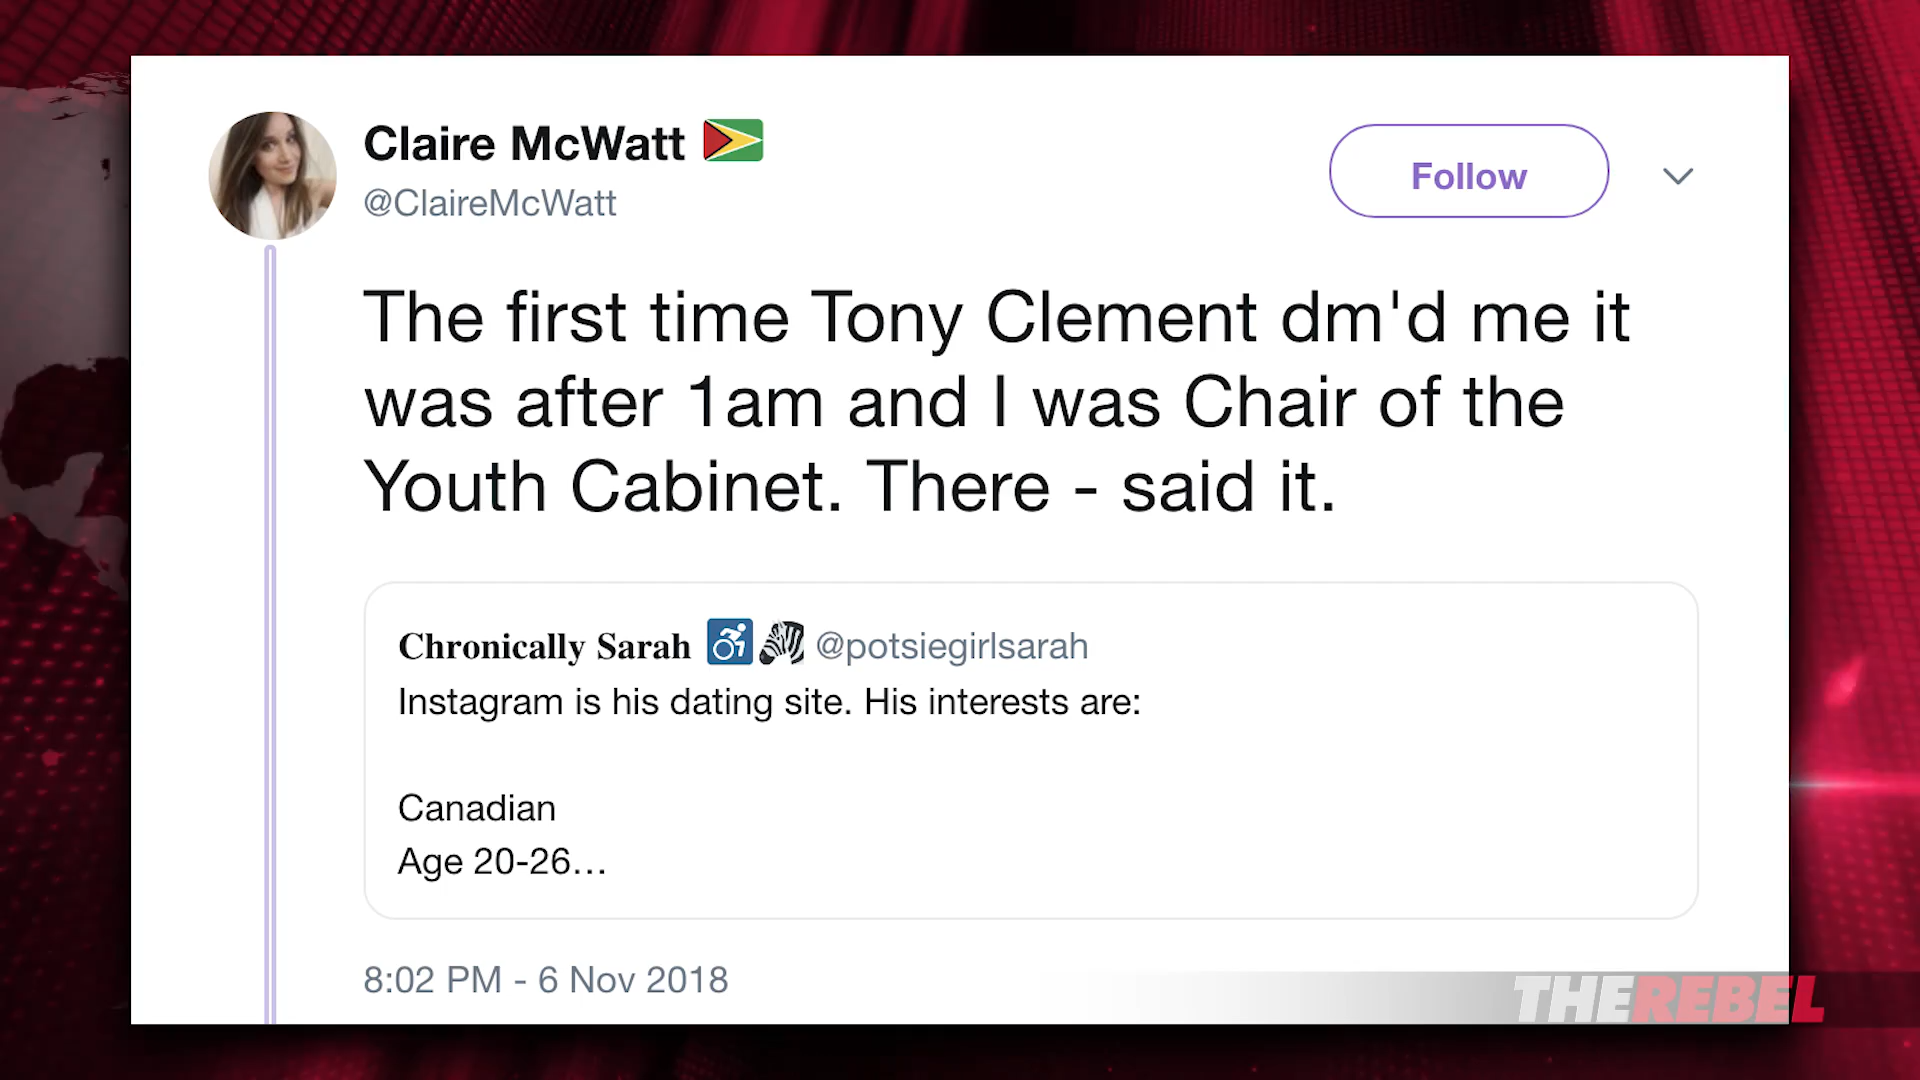 Claire McWatt
@ClaireMcWatt
Follow
The first time Tony Clement dm'd me it
was after 1am and I was Chair of the
Youth Cabinet. There - said it.
Chronically Sarah @potsiegirlsarah
Instagram is his dating site. His interests are:
Canadian
Age 20-26…
8:02 PM - 6 Nov 2018
THEREBEL